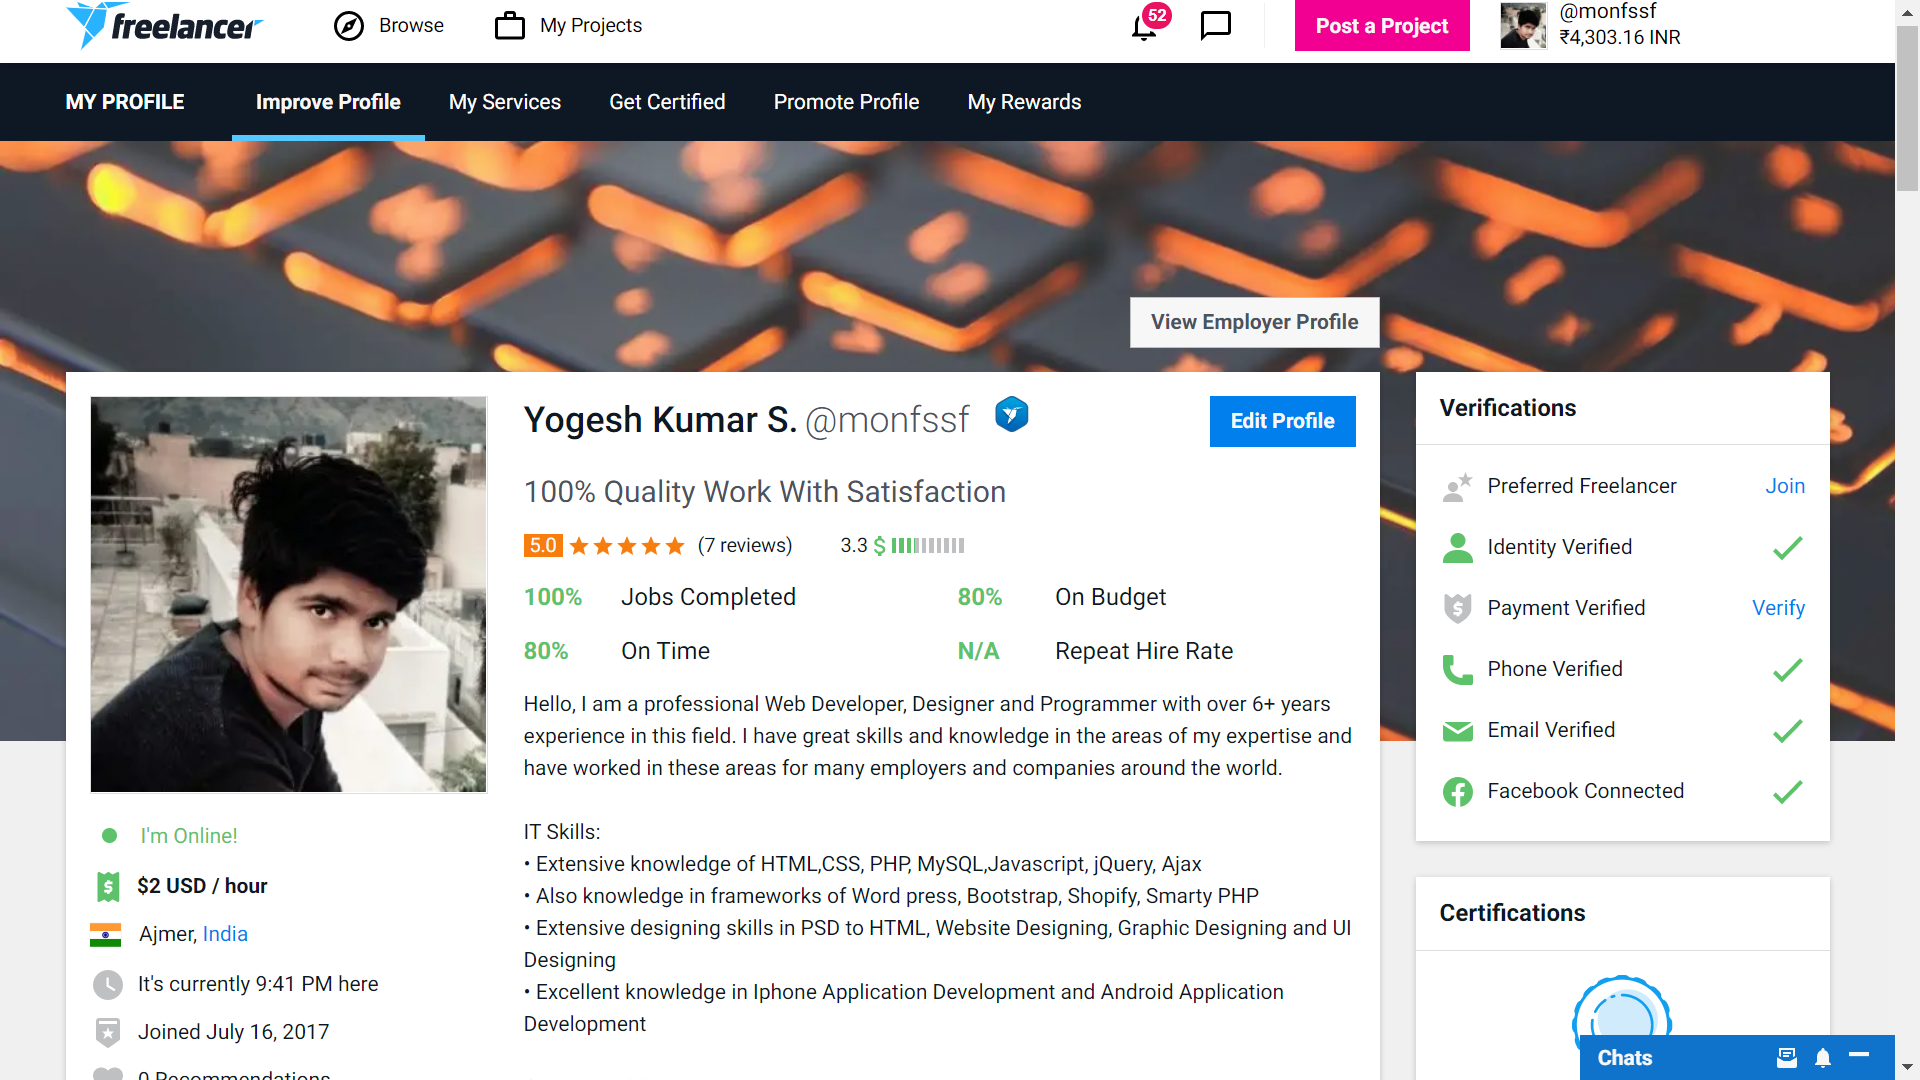 freelancer
Browse
My Projects
52
Post a Project
@monfssf
₹4,303.16 INR
MY PROFILE
Improve Profile
My Services
Get Certified
Promote Profile
My Rewards
View Employer Profile
Yogesh Kumar S. @monfssf
Edit Profile
100% Quality Work With Satisfaction
5.0 (7 reviews) 3.3 $
100% Jobs Completed 80% On Budget
80% On Time N/A Repeat Hire Rate
Hello, I am a professional Web Developer, Designer and Programmer with over 6+ years
experience in this field. I have great skills and knowledge in the areas of my expertise and
have worked in these areas for many employers and companies around the world.
IT Skills:
• Extensive knowledge of HTML,CSS, PHP, MySQL,Javascript, jQuery, Ajax
• Also knowledge in frameworks of Word press, Bootstrap, Shopify, Smarty PHP
• Extensive designing skills in PSD to HTML, Website Designing, Graphic Designing and UI
Designing
• Excellent knowledge in Iphone Application Development and Android Application
Development
I'm Online!
$2 USD / hour
Ajmer, India
It's currently 9:41 PM here
Joined July 16, 2017
0 Recommendations
Verifications
Preferred Freelancer Join
Identity Verified
Payment Verified Verify
Phone Verified
Email Verified
Facebook Connected
Certifications
Chats